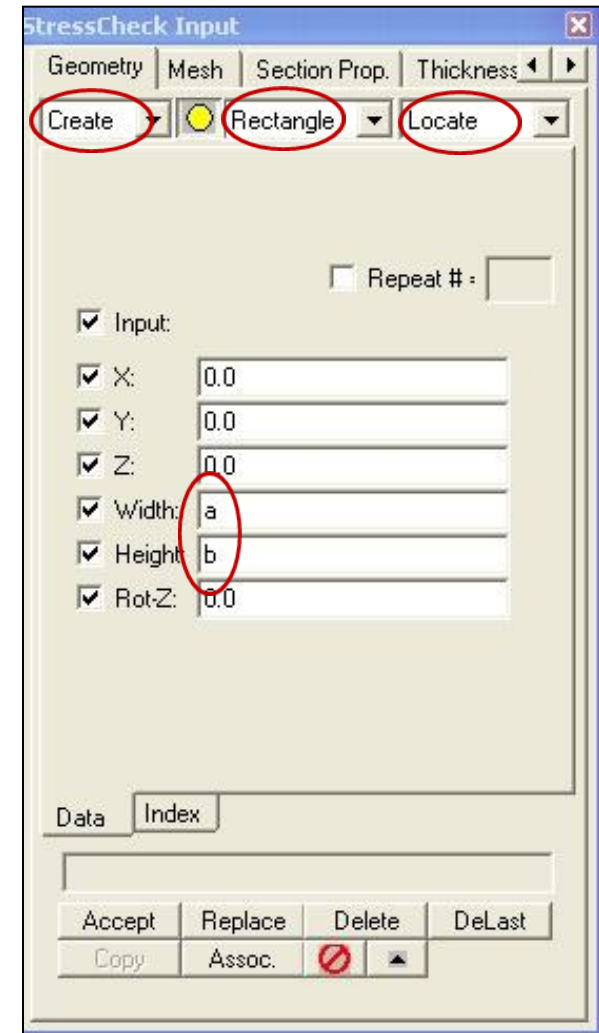 StressCheck Input
Geometry Mesh Section Prop. Thickness
Create Rectangle Locate
Repeat # =
Input:
X: 0.0
Y: 0.0
Z: 0.0
Width: a
Height: b
Rot-Z: 0.0
Data Index
Accept Replace Delete DeLast
Copy Assoc.